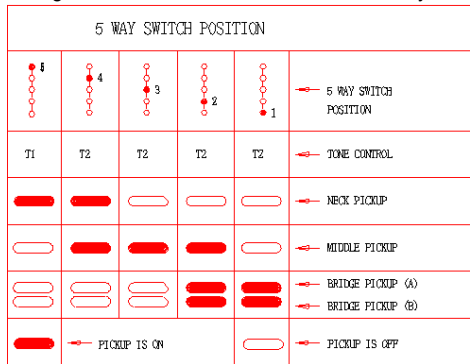 5 WAY SWITCH POSITION
5
4
3
2
1
5 WAY SWITCH
POSITION
T1 T2 T2 T2 T2 TONE CONTROL
NECK PICKUP
MIDDLE PICKUP
BRIDGE PICKUP (A)
BRIDGE PICKUP (B)
PICKUP IS ON PICKUP IS OFF